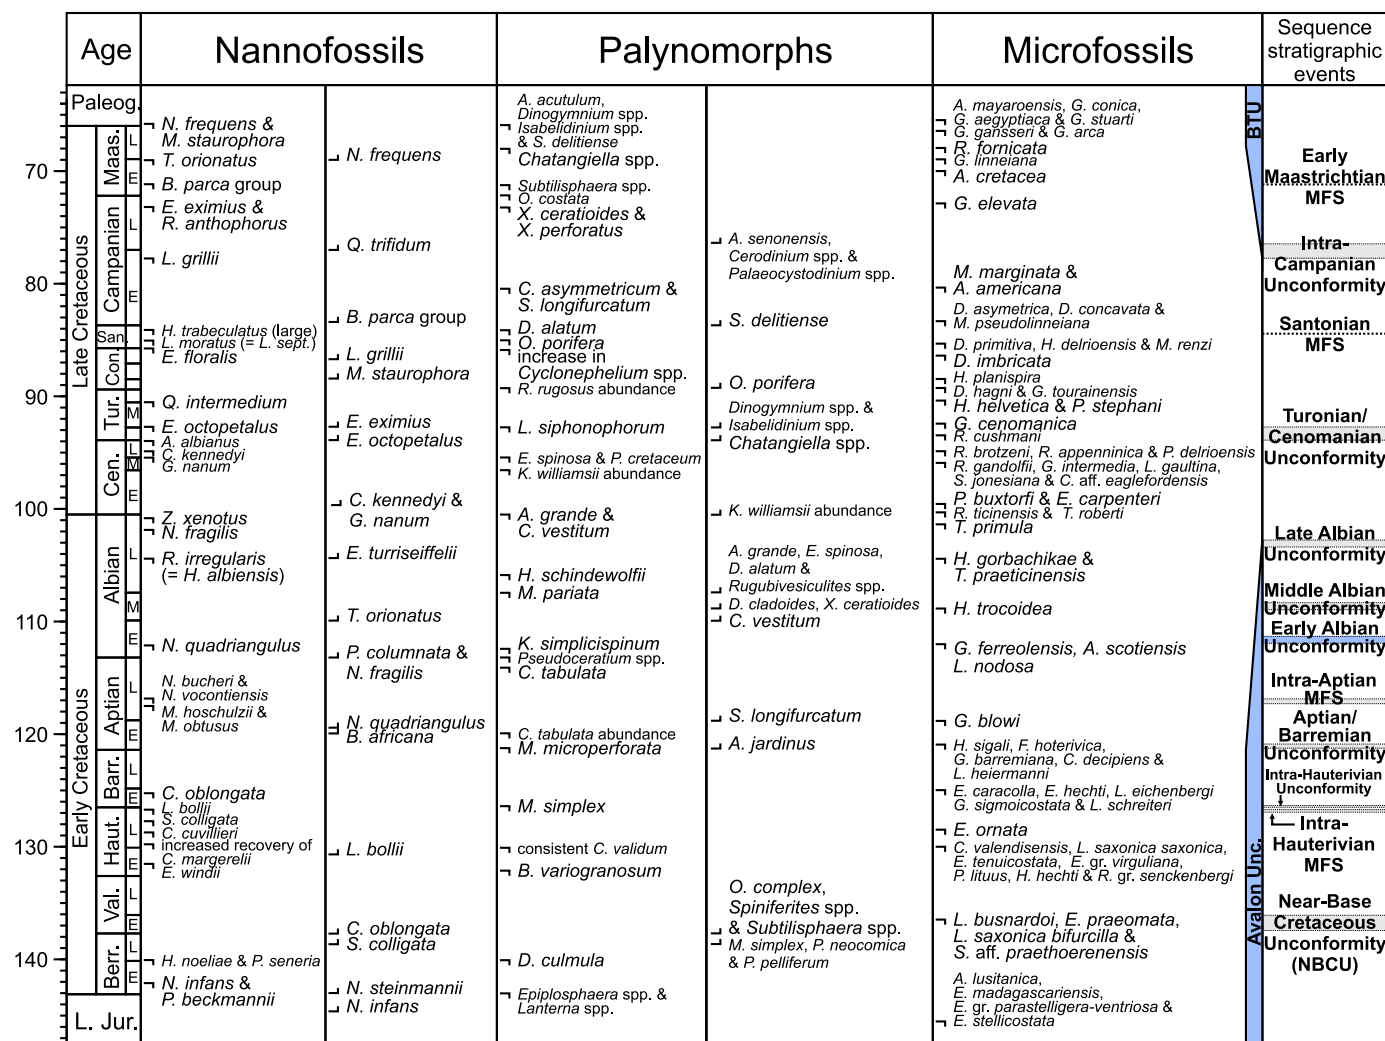 Age
Nannofossils
Palynomorphs
Microfossils
Sequence
stratigraphic
events
70
80
90
100
110
120
130
140
Late Cretaceous
Early Cretaceous
Paleog.
Maas.
Campanian
San.
Con.
Tur.
Cen.
Albian
Aptian
Barr.
Haut.
Val.
Berr.
L. Jur.
L
E
L
E
M
L
M
E
L
M
E
L
E
L
E
L
E
L
E
L
E
N. frequens &
M. staurophora
T. orionatus
B. parca group
E. eximius &
R. anthophorus
L. grillii
H. trabeculatus (large)
L. moratus (= L. sept.)
E. floralis
Q. intermedium
E. octopetalus
A. albianus
C. kennedyi
G. nanum
Z. xenotus
N. fragilis
R. irregularis
(= H. albiensis)
N. quadriangulus
N. bucheri &
N. vocontiensis
M. hoschulzii &
M. obtusus
C. oblongata
L. bollii
S. colligata
C. cuvillieri
increased recovery of
C. margerelii
E. windii
H. noeliae & P. seneria
N. infans &
P. beckmannii
N. frequens
Q. trifidum
B. parca group
L. grillii
M. staurophora
E. eximius
E. octopetalus
C. kennedyi &
G. nanum
E. turriseiffelii
T. orionatus
P. columnata &
N. fragilis
N. quadriangulus
B. africana
L. bollii
C. oblongata
S. colligata
N. steinmannii
N. infans
A. acutulum,
Dinogymnium spp.
Isabelidinium spp.
& S. delitiense
Chatangiella spp.
Subtilisphaera spp.
O. costata
X. ceratioides &
X. perforatus
C. asymmetricum &
S. longifurcatum
D. alatum
O. porifera
increase in
Cyclonephelium spp.
R. rugosus abundance
L. siphonophorum
E. spinosa & P. cretaceum
K. williamsii abundance
A. grande &
C. vestitum
H. schindewolfii
M. pariata
K. simplicispinum
Pseudoceratium spp.
C. tabulata
C. tabulata abundance
M. microperforata
M. simplex
consistent C. validum
B. variogranosum
D. culmula
Epiplosphaera spp. &
Lanterna spp.
A. senonensis,
Cerodinium spp. &
Palaeocystodinium spp.
S. delitiense
O. porifera
Dinogymnium spp. &
Isabelidinium spp.
Chatangiella spp.
K. williamsii abundance
A. grande, E. spinosa,
D. alatum &
Rugubivesiculites spp.
D. cladoides, X. ceratioides
C. vestitum
S. longifurcatum
A. jardinus
O. complex,
Spiniferites spp.
& Subtilisphaera spp.
M. simplex, P. neocomica
& P. pelliferum
A. mayaroensis, G. conica,
G. aegyptiaca & G. stuarti
G. gansseri & G. arca
R. fornicata
G. linneiana
A. cretacea
G. elevata
M. marginata &
A. americana
D. asymetrica, D. concavata &
M. pseudolinneiana
D. primitiva, H. delrioensis & M. renzi
D. imbricata
H. planispira
D. hagni & G. tourainensis
H. helvetica & P. stephani
G. cenomanica
R. cushmani
R. brotzeni, R. appenninica & P. delrioensis
R. gandolfii, G. intermedia, L. gaultina,
S. jonesiana & C. aff. eaglefordensis
P. buxtorfi & E. carpenteri
R. ticinensis & T. roberti
T. primula
H. gorbachikae &
T. praeticinensis
H. trocoidea
G. ferreolensis, A. scotiensis
L. nodosa
G. blowi
H. sigali, F. hoterivica,
G. barremiana, C. decipiens &
L. heiermanni
E. caracolla, E. hechti, L. eichenbergi
G. sigmoicostata & L. schreiteri
E. ornata
C. valendisensis, L. saxonica saxonica,
E. tenuicostata, E. gr. virguliana,
P. lituus, H. hechti & R. gr. senckenbergi
L. busnardoi, E. praeomata,
L. saxonica bifurcilla &
S. aff. praethoerenensis
A. lusitanica,
E. madagascariensis,
E. gr. parastelligera-ventriosa &
E. stellicostata
BTU
Avalon Unc.
Early
Maastrichtian
MFS
Intra-
Campanian
Unconformity
Santonian
MFS
Turonian/
Cenomanian
Unconformity
Late Albian
Unconformity
Middle Albian
Unconformity
Early Albian
Unconformity
Intra-Aptian
MFS
Aptian/
Barremian
Unconformity
Intra-Hauterivian
Unconformity
Intra-
Hauterivian
MFS
Near-Base
Cretaceous
Unconformity
(NBCU)